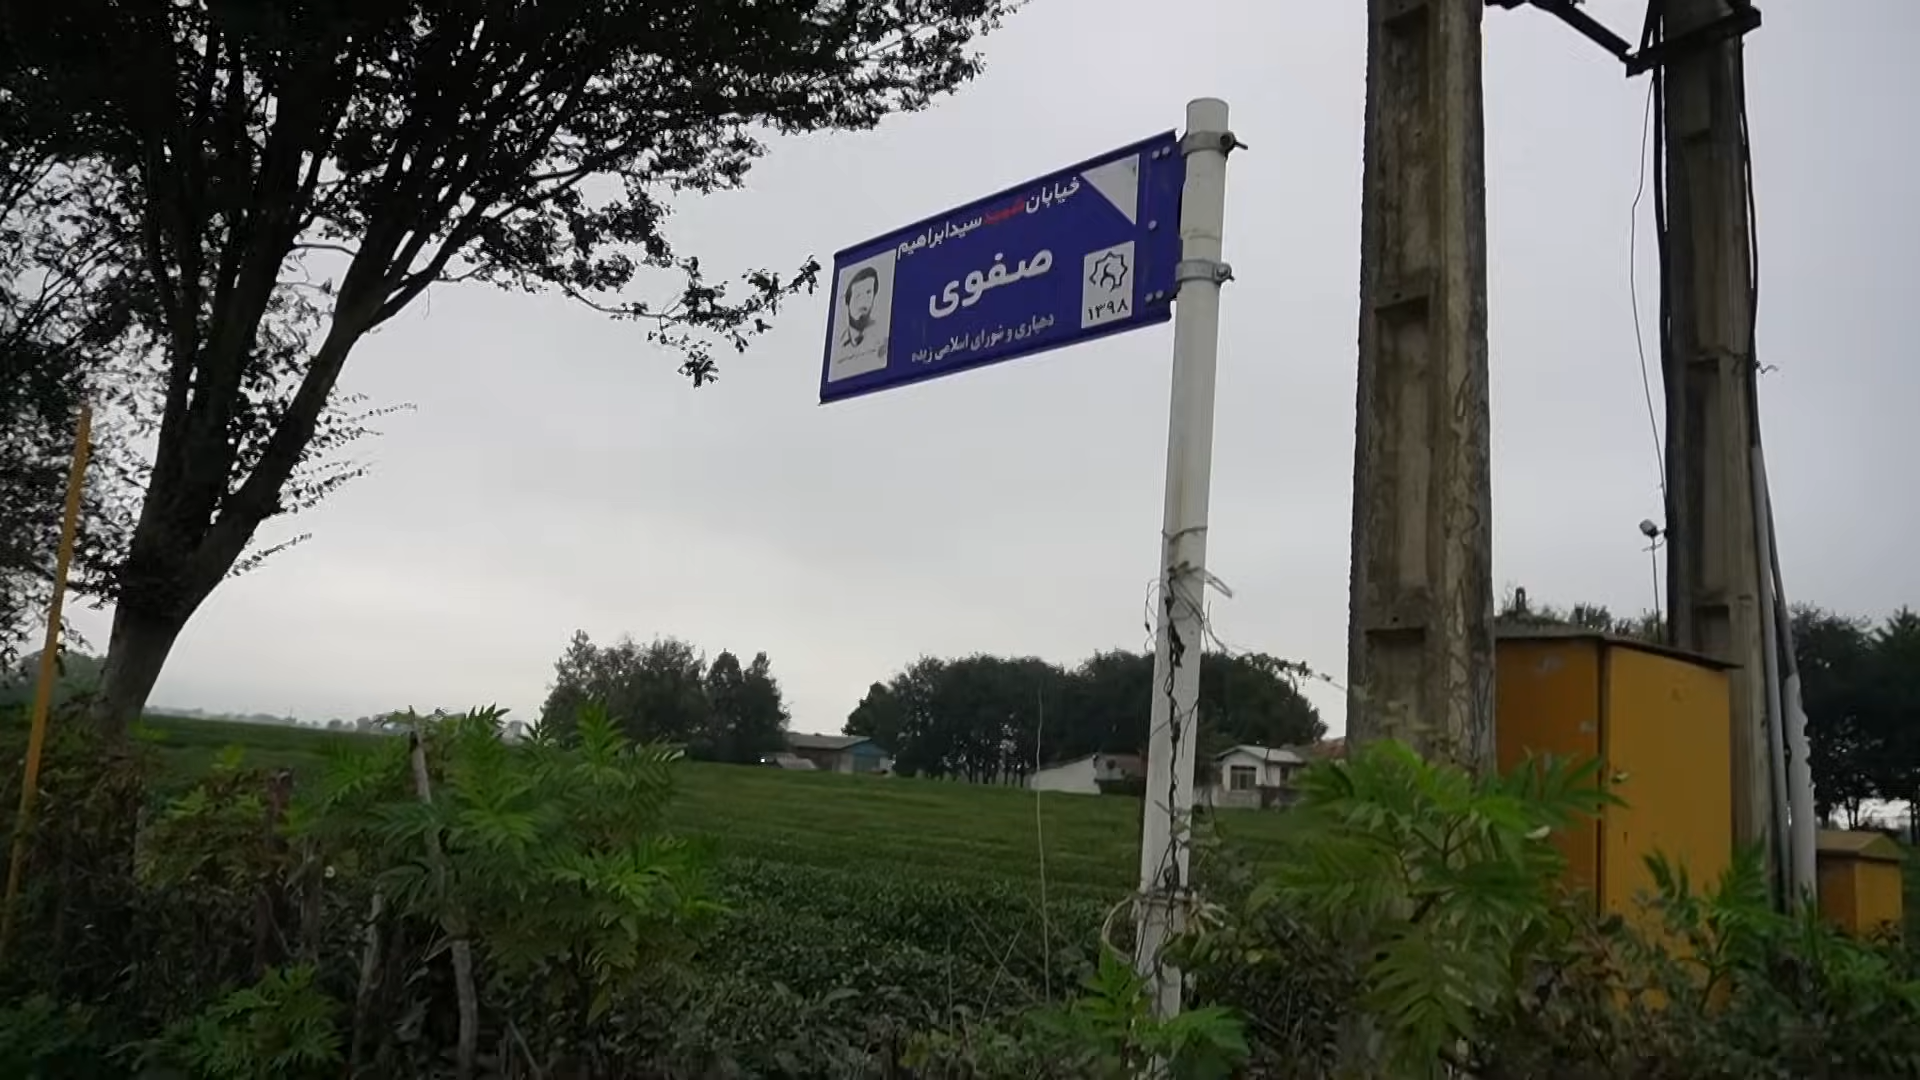 خیابان شهید سیدابراهیم
صفوی
دهیاری و شورای اسلامی زیده
۱۳۹۸